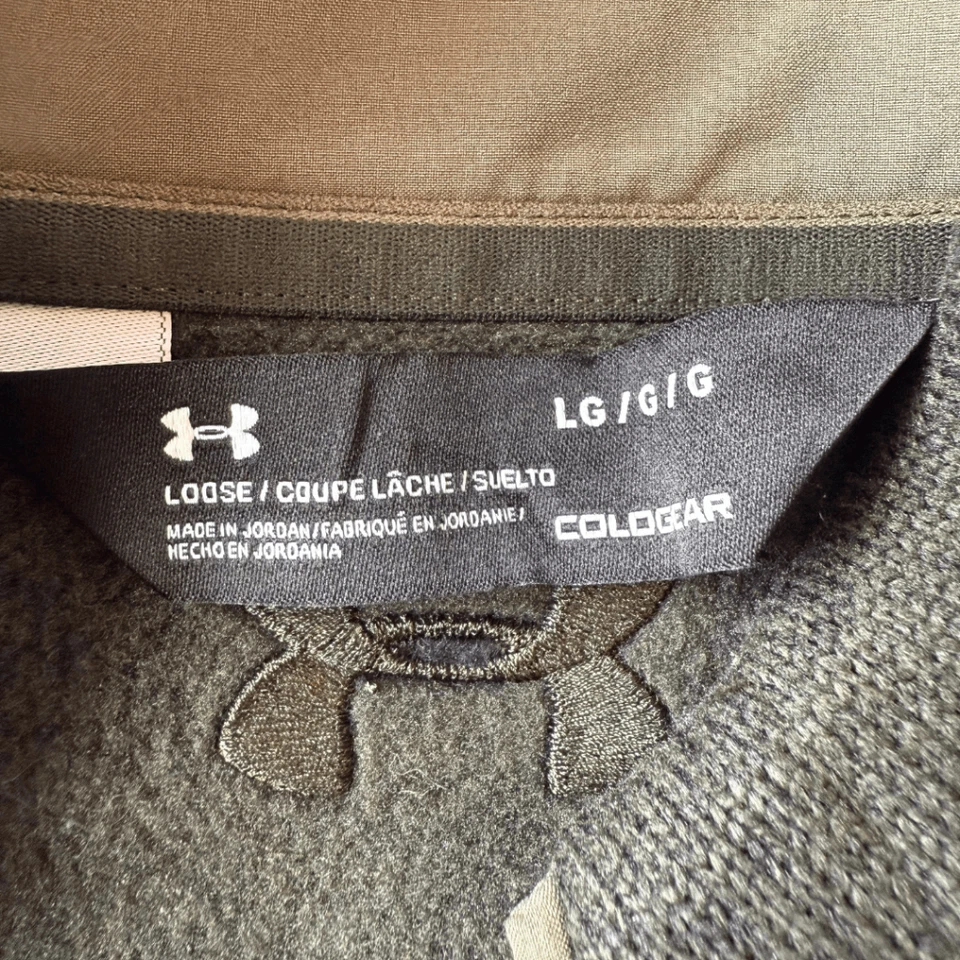 LG / G / G
LOOSE / COUPE LÂCHE / SUELTO
MADE IN JORDAN / FABRIQUÉ EN JORDANIE /
HECHO EN JORDANIA
COLDGEAR